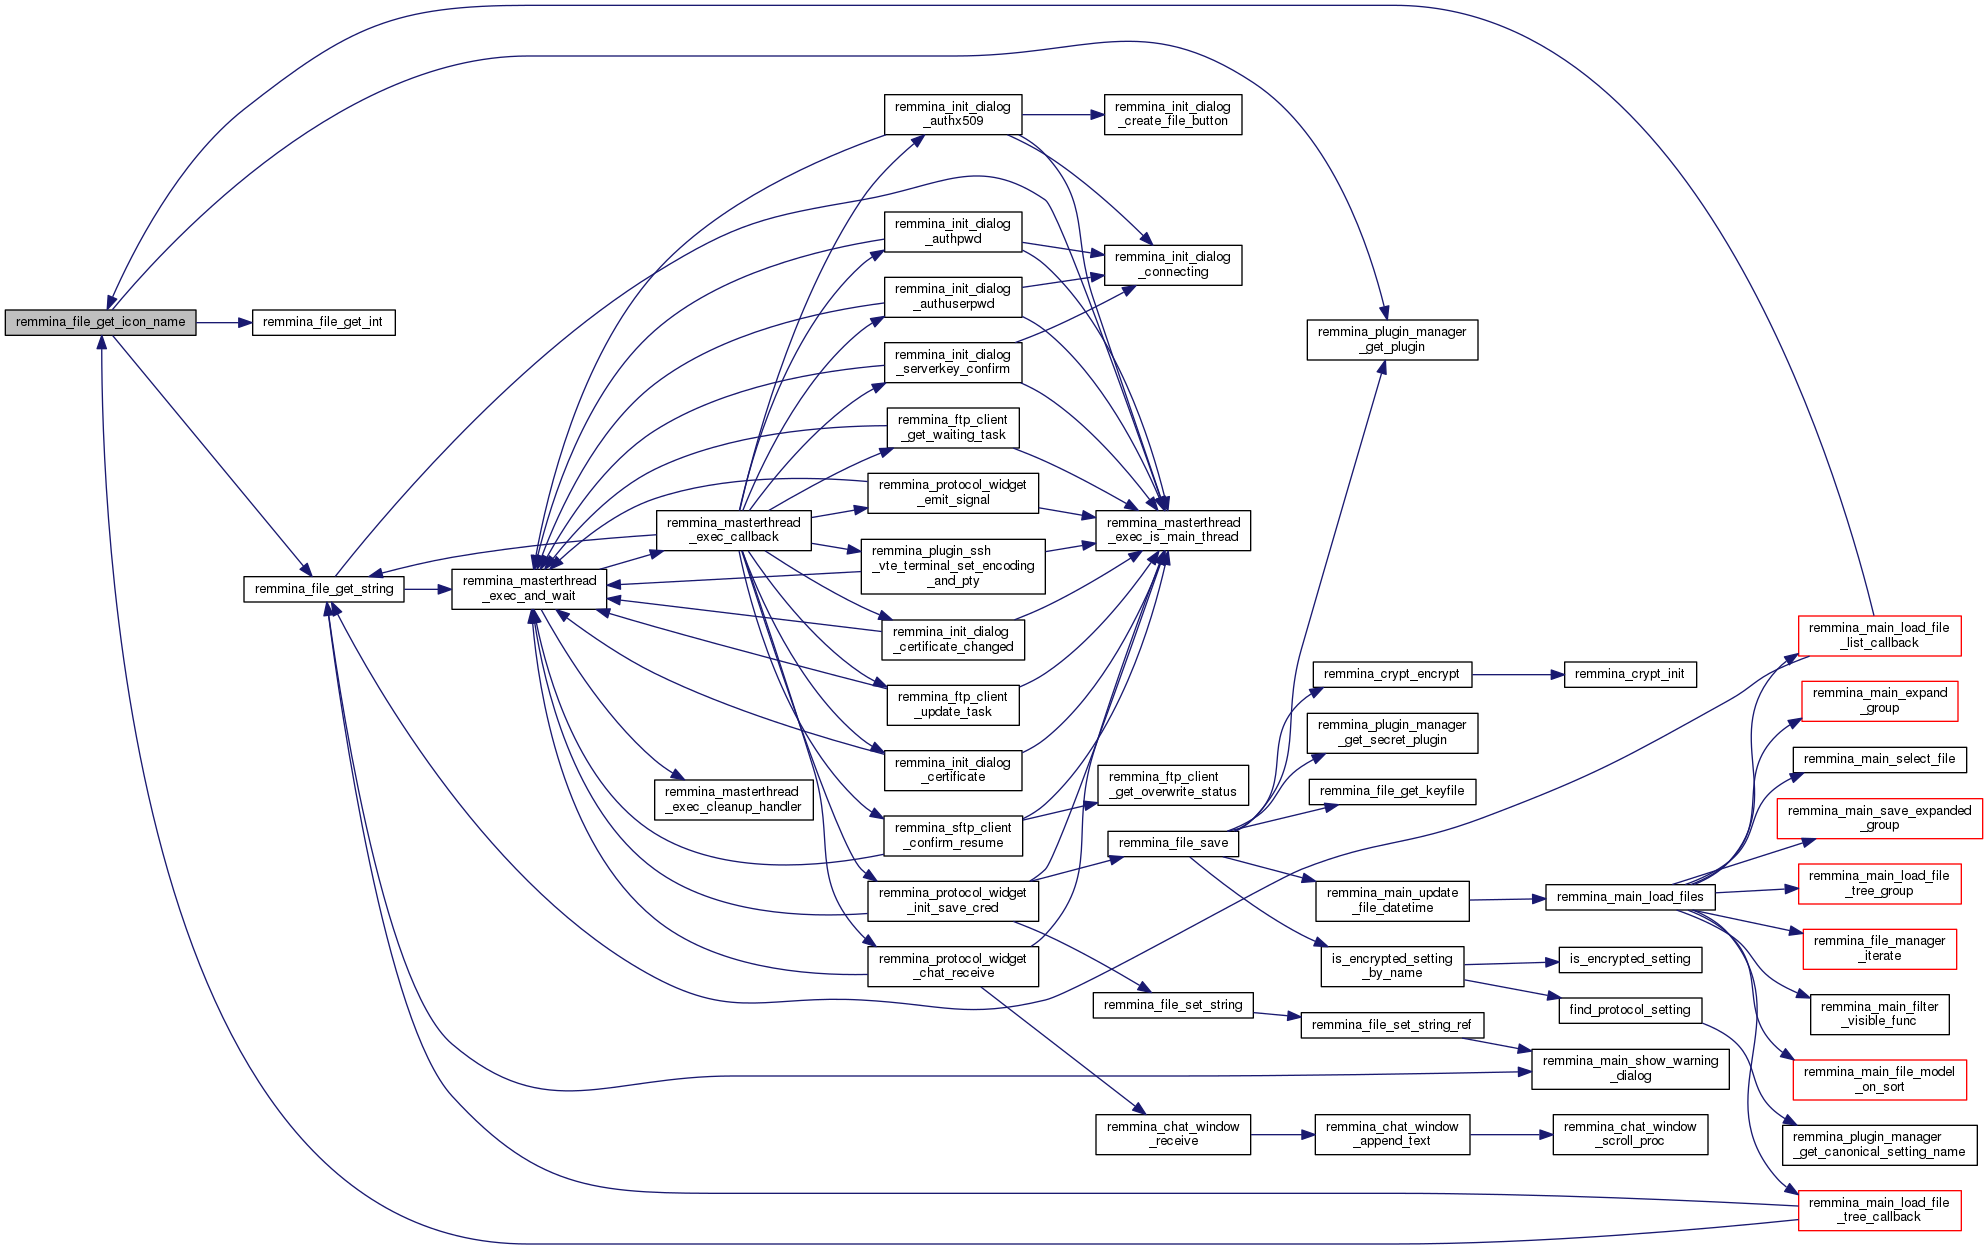 remmina_file_get_icon_name
remmina_file_get_int
remmina_file_get_string
remmina_masterthread
_exec_and_wait
remmina_masterthread
_exec_callback
remmina_masterthread
_exec_cleanup_handler
remmina_init_dialog
_authx509
remmina_init_dialog
_authpwd
remmina_init_dialog
_authuserpwd
remmina_init_dialog
_serverkey_confirm
remmina_ftp_client
_get_waiting_task
remmina_protocol_widget
_emit_signal
remmina_plugin_ssh
_vte_terminal_set_encoding
_and_pty
remmina_init_dialog
_certificate_changed
remmina_ftp_client
_update_task
remmina_init_dialog
_certificate
remmina_sftp_client
_confirm_resume
remmina_protocol_widget
_init_save_cred
remmina_protocol_widget
_chat_receive
remmina_init_dialog
_create_file_button
remmina_init_dialog
_connecting
remmina_masterthread
_exec_is_main_thread
remmina_ftp_client
_get_overwrite_status
remmina_file_save
remmina_file_set_string
remmina_chat_window
_receive
remmina_plugin_manager
_get_plugin
remmina_crypt_encrypt
remmina_plugin_manager
_get_secret_plugin
remmina_file_get_keyfile
remmina_main_update
_file_datetime
is_encrypted_setting
_by_name
remmina_file_set_string_ref
remmina_chat_window
_append_text
remmina_crypt_init
remmina_main_load_files
is_encrypted_setting
find_protocol_setting
remmina_main_show_warning
_dialog
remmina_chat_window
_scroll_proc
remmina_main_load_file
_list_callback
remmina_main_expand
_group
remmina_main_select_file
remmina_main_save_expanded
_group
remmina_main_load_file
_tree_group
remmina_file_manager
_iterate
remmina_main_filter
_visible_func
remmina_main_file_model
_on_sort
remmina_plugin_manager
_get_canonical_setting_name
remmina_main_load_file
_tree_callback